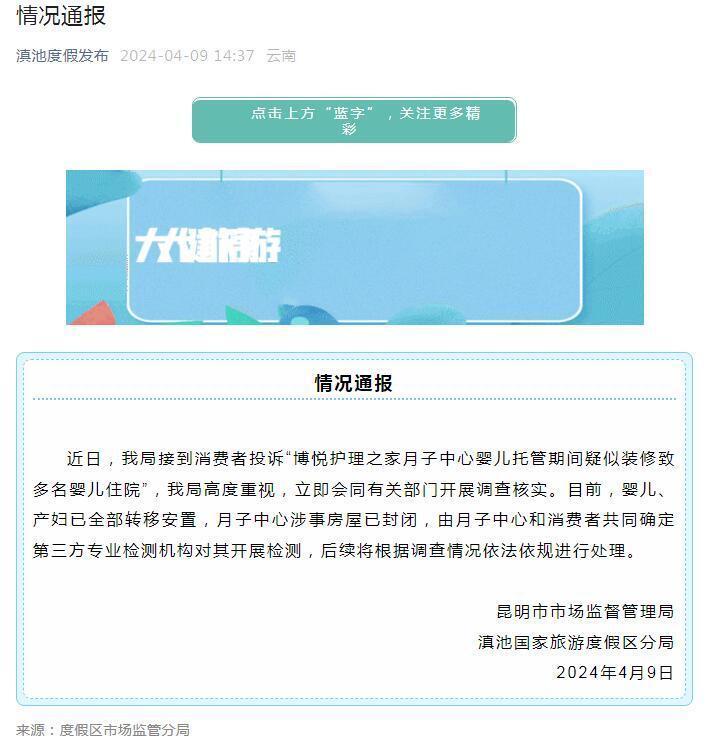 情况通报
滇池度假发布 2024-04-09 14:37 云南
点击上方“蓝字”，关注更多精
彩
情况通报
近日，我局接到消费者投诉“博悦护理之家月子中心婴儿托管期间疑似装修致
多名婴儿住院”，我局高度重视，立即会同有关部门开展调查核实。目前，婴儿、
产妇已全部转移安置，月子中心涉事房屋已封闭，由月子中心和消费者共同确定
第三方专业检测机构对其开展检测，后续将根据调查情况依法依规进行处理。
昆明市市场监督管理局
滇池国家旅游度假区分局
2024年4月9日
来源：度假区市场监管分局